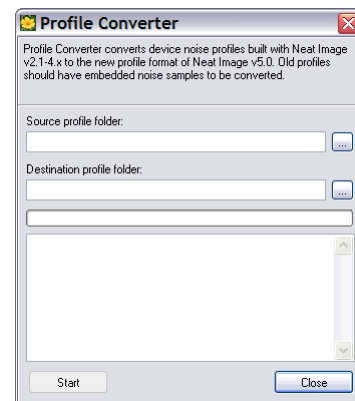 Profile Converter
Profile Converter converts device noise profiles built with Neat Image
v2.1-4.x to the new profile format of Neat Image v5.0. Old profiles
should have embedded noise samples to be converted.
Source profile folder:
...
Destination profile folder:
...
Start
Close